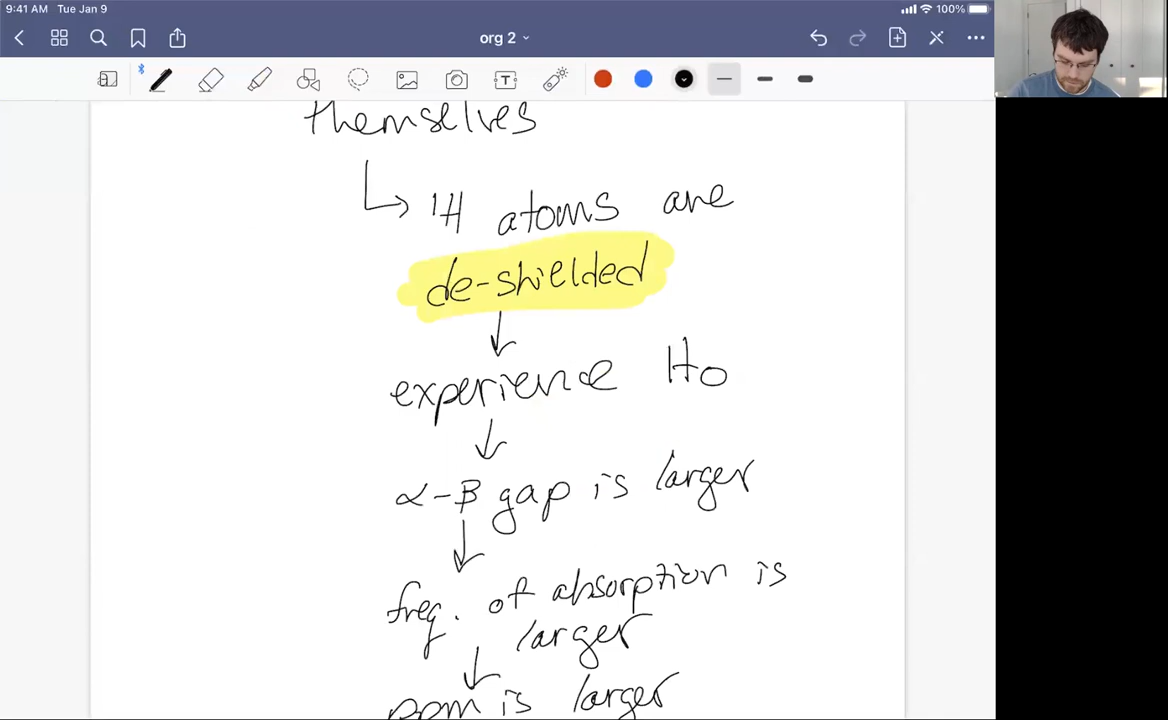 9:41 AM Tue Jan 9
100%
org 2
themselves
↳ 1H atoms are
de-shielded
↓
experience Ho
↓
α-β gap is larger
↓
freq. of absorption is
larger
↓
ppm is larger